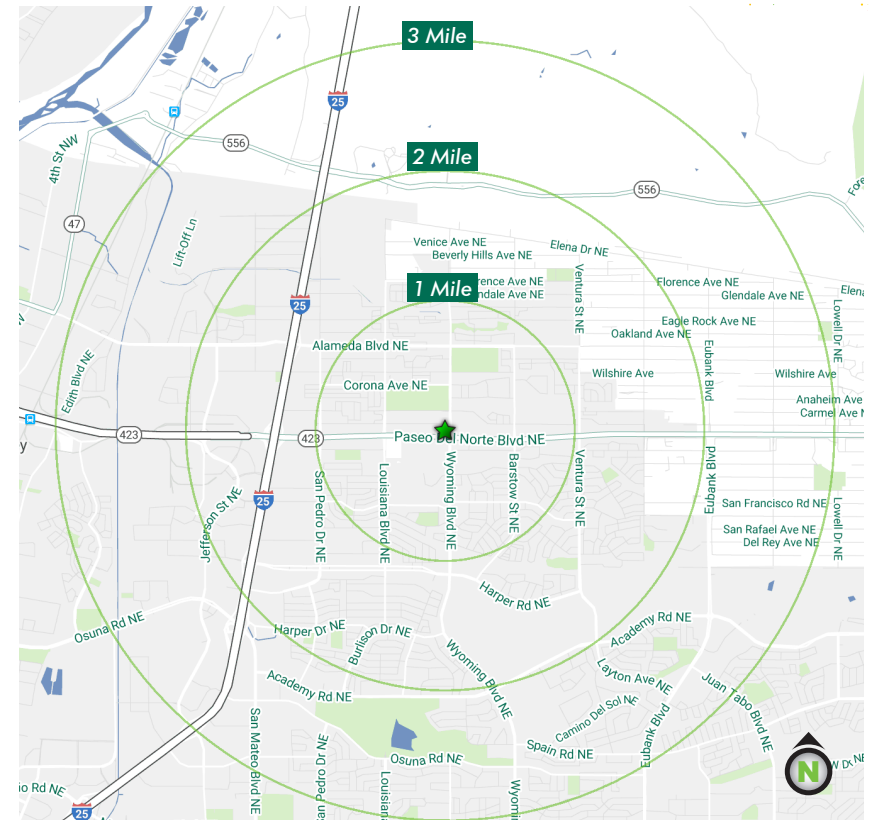 3 Mile
25
556
4th St NW
2 Mile
556
47
Lift-Off Ln
Venice Ave NE
Elena Dr NE
Beverly Hills Ave NE
Ventura St NE
Florence Ave NE
1 Mile
Glendale Ave NE
25
Lowell Dr NE
Eagle Rock Ave NE
Oakland Ave NE
Alameda Blvd NE
Edith Blvd NE
Eubank Blvd
Wilshire Ave
Wilshire Ave
Corona Ave NE
Anaheim Ave
Carmel Ave
423
423
Paseo Del Norte Blvd NE
San Pedro Dr NE
Louisiana Blvd NE
Wyoming Blvd NE
Barstow St NE
Ventura St NE
Eubank Blvd
25
Jefferson St NE
San Francisco Rd NE
Lowell Dr NE
San Rafael Ave NE
Del Rey Ave NE
Harper Rd NE
Osuna Rd NE
Harper Dr NE
Burlison Dr NE
Academy Rd NE
Wyoming Blvd NE
Layton Ave NE
Academy Rd NE
Juan Tabo Blvd NE
Camino Del Sol NE
San Mateo Blvd NE
Eubank Blvd
Spain Rd NE
Osuna Rd NE
N
25